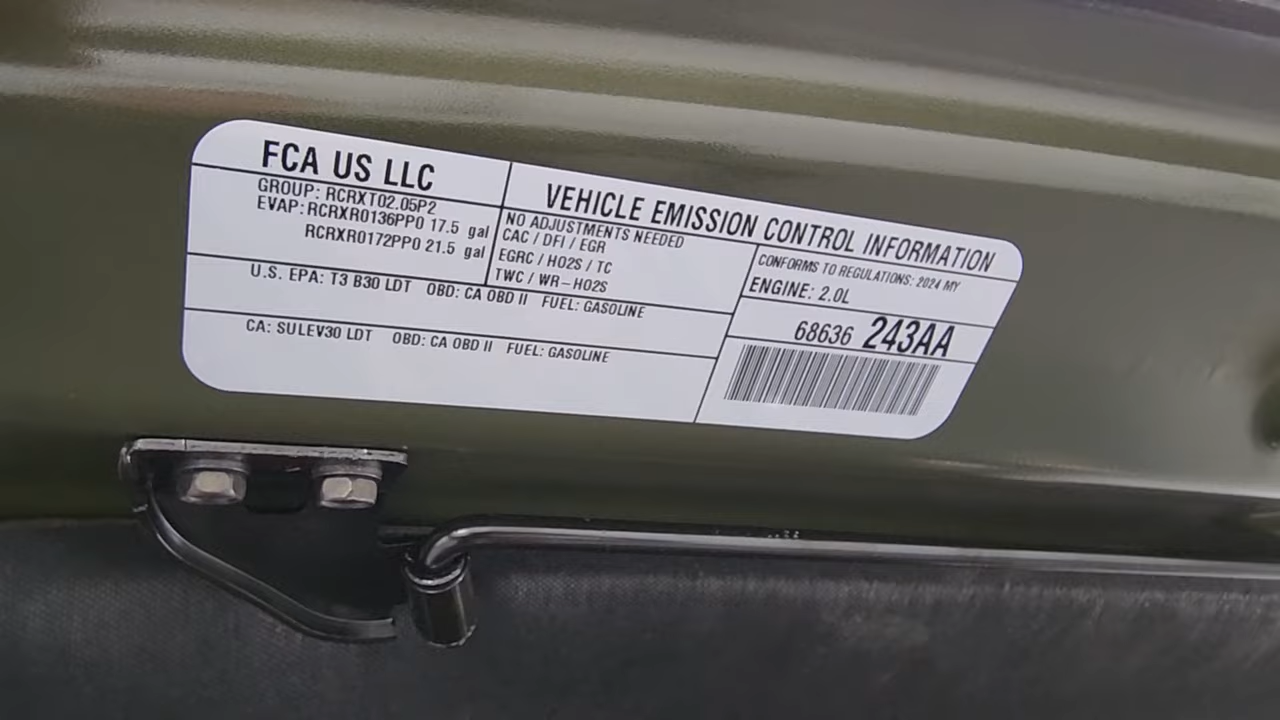 FCA US LLC
GROUP: RCRXT02.05P2
EVAP: RCRXR0136PP0 17.5 gal
RCRXR0172PP0 21.5 gal
VEHICLE EMISSION CONTROL INFORMATION
NO ADJUSTMENTS NEEDED
CAC / DFI / EGR
EGRC / HO2S / TC
TWC / WR-HO2S
CONFORMS TO REGULATIONS: 2024 MY
ENGINE: 2.0L
U.S. EPA: T3 B30 LDT OBD: CA OBD II FUEL: GASOLINE
CA: SULEV30 LDT OBD: CA OBD II FUEL: GASOLINE
68636 243AA